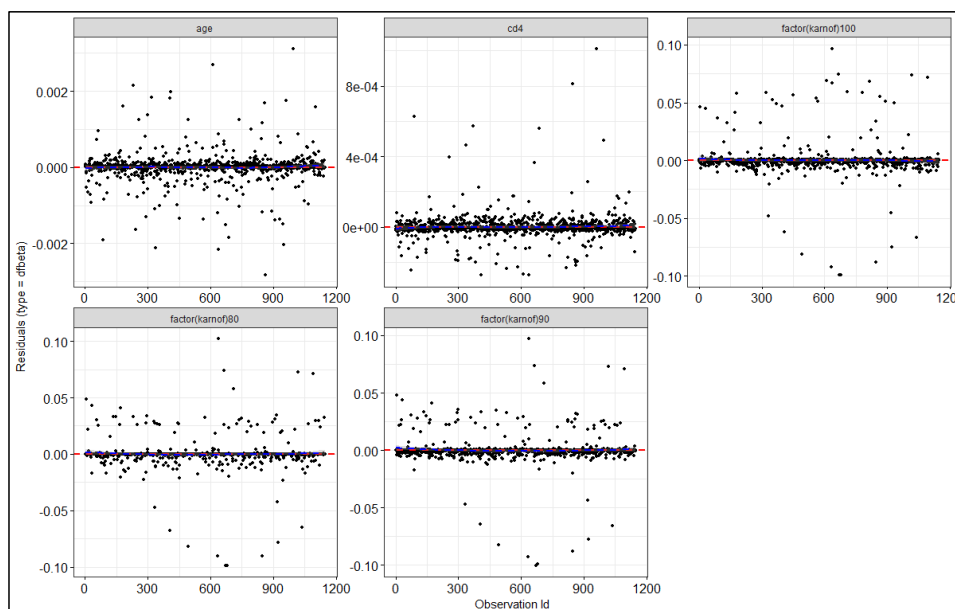 age
cd4
factor(karnof)100
0.002
0.000
-0.002
8e-04
4e-04
0e+00
0.10
0.05
0.00
-0.05
-0.10
0 300 600 900 1200
0 300 600 900 1200
0 300 600 900 1200
factor(karnof)80
factor(karnof)90
0.10
0.05
0.00
-0.05
-0.10
0.10
0.05
0.00
-0.05
-0.10
0 300 600 900 1200
0 300 600 900 1200
Residuals (type = dfbeta)
Observation Id